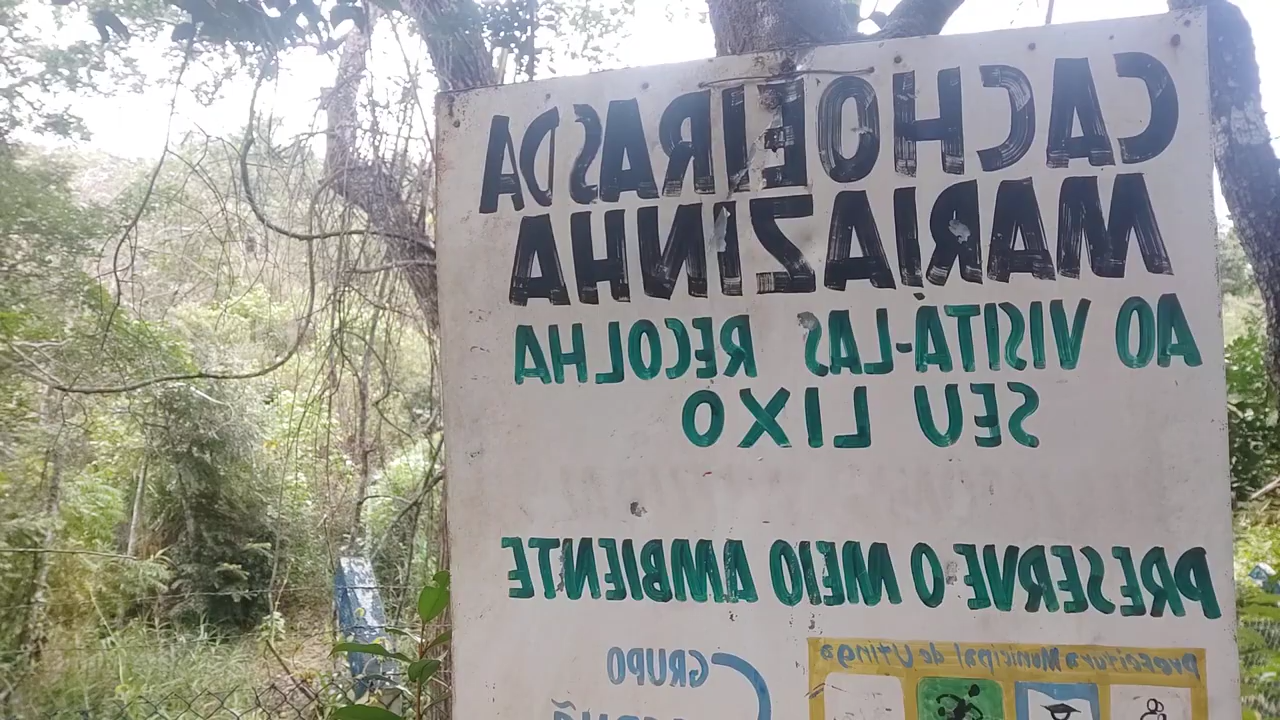 CACHOEIRAS DA
MARIAZINHA
AO VISITÁ-LAS RECOLHA
SEU LIXO
PRESERVE O MEIO AMBIENTE
Prefeitura Municipal de Utinga
GRUPO